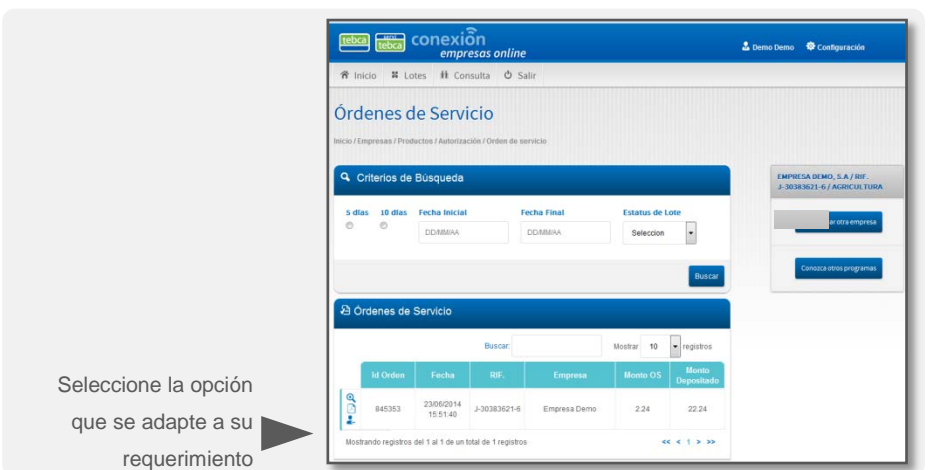 tebca servi tebca conexión
empresas online
Demo Demo Configuración
Inicio Lotes Consulta Salir
Órdenes de Servicio
Inicio / Empresas / Productos / Autorización / Orden de servicio
Criterios de Búsqueda
5 días 10 días Fecha Inicial Fecha Final Estatus de Lote
DD/MM/AA DD/MM/AA Seleccion
Buscar
EMPRESA DEMO, S.A / RIF.
J-30383621-6 / AGRICULTURA
ar otra empresa
Conozca otros programas
Órdenes de Servicio
Buscar: Mostrar 10 registros
Id Orden Fecha RIF. Empresa Monto OS Monto Depositado
845353 23/06/2014 J-30383621-6 Empresa Demo 2.24 22.24
15:51:40
Mostrando registros del 1 al 1 de un total de 1 registros << < 1 > >>
Seleccione la opción
que se adapte a su
requerimiento